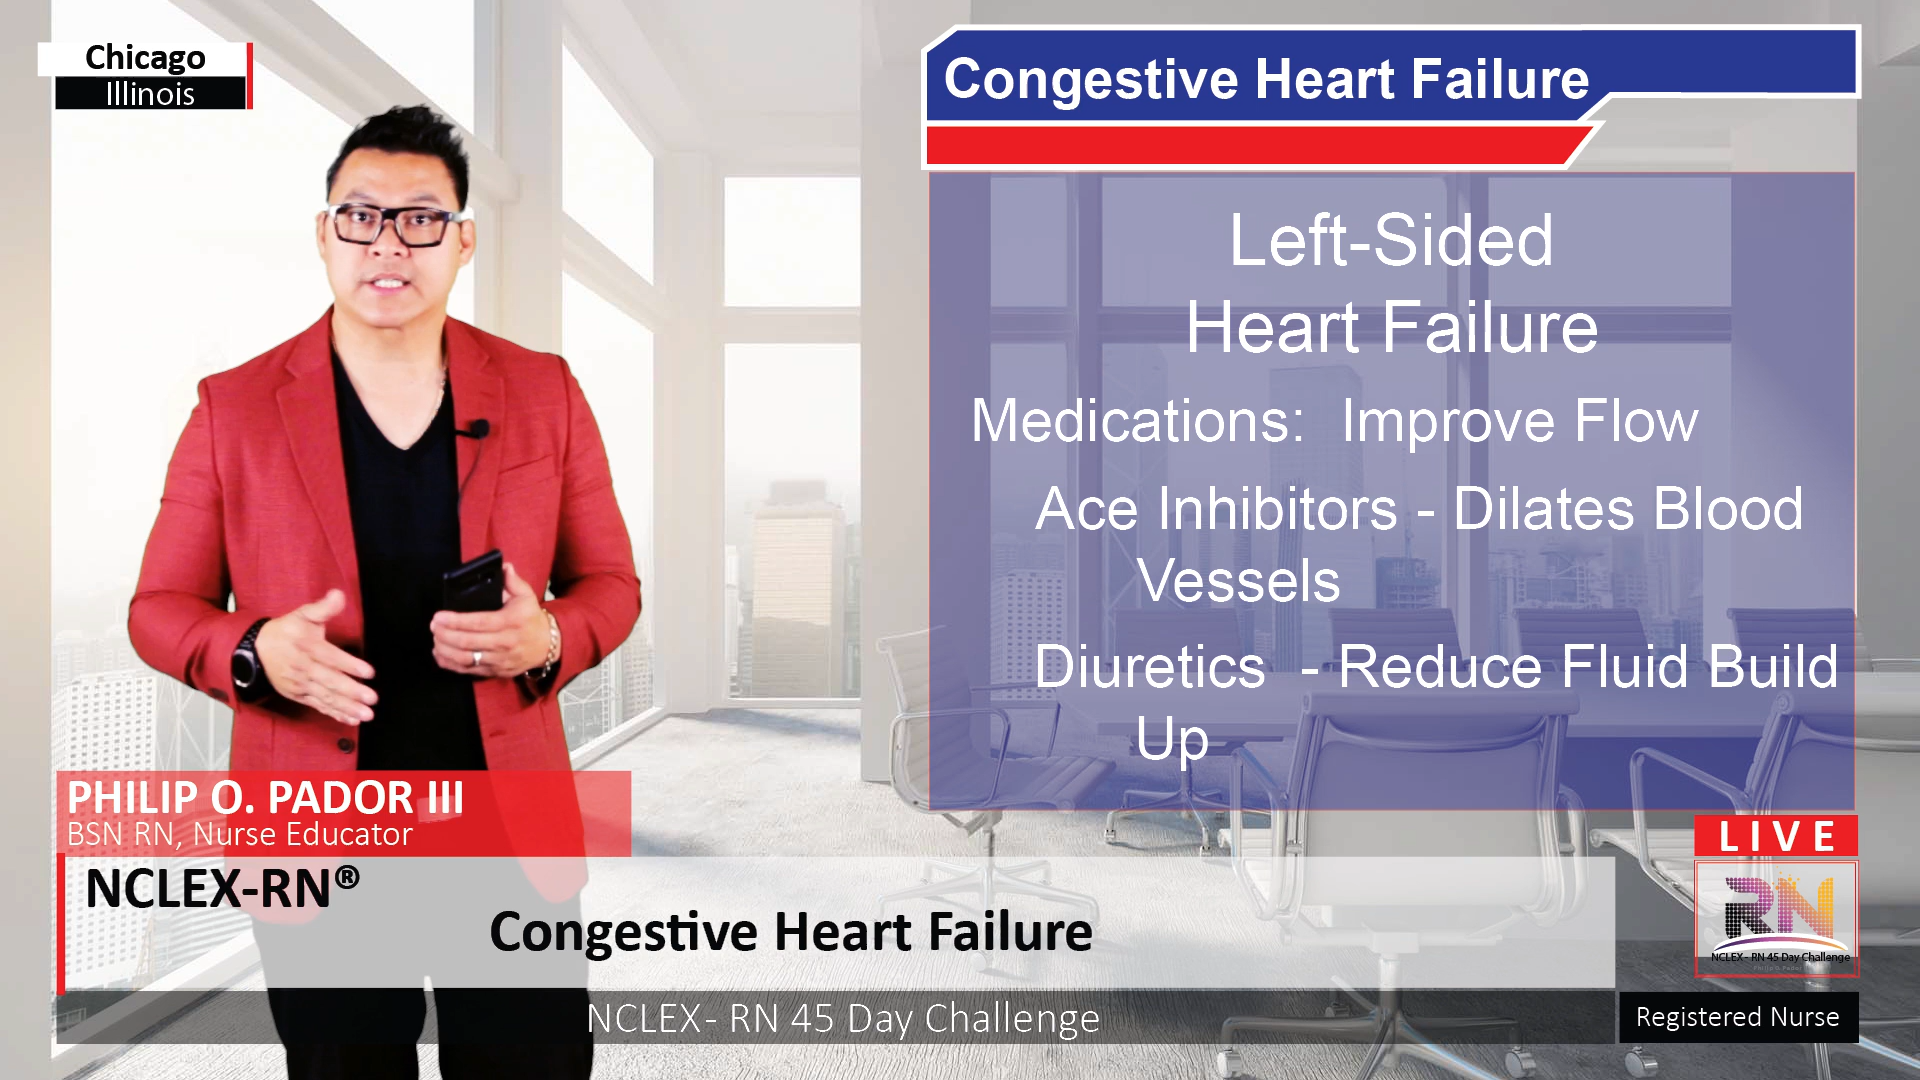 Chicago
Illinois
Congestive Heart Failure
Left-Sided
Heart Failure
Medications: Improve Flow
Ace Inhibitors - Dilates Blood
Vessels
Diuretics - Reduce Fluid Build
Up
PHILIP O. PADOR III
BSN RN, Nurse Educator
NCLEX-RN®
Congestive Heart Failure
NCLEX- RN 45 Day Challenge
LIVE
RN
NCLEX - RN 45 Day Challenge
Registered Nurse